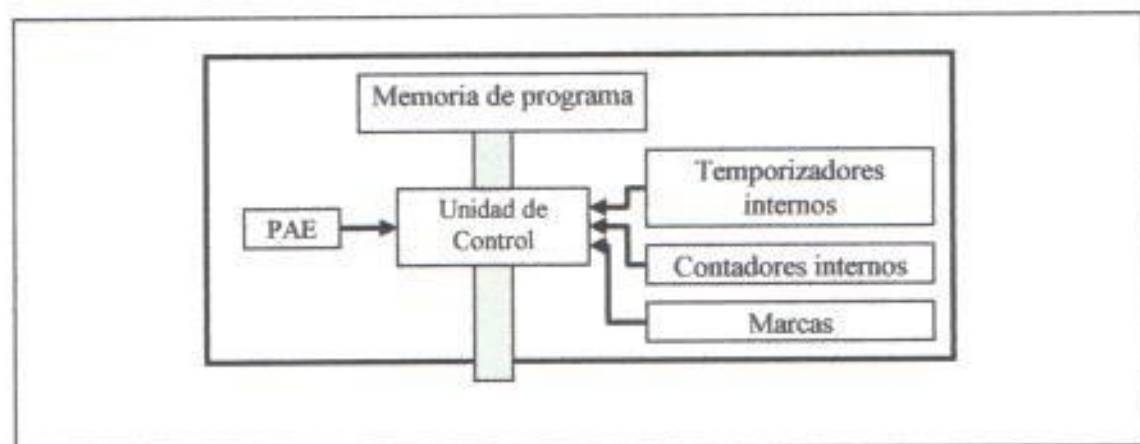 Memoria de programa
Temporizadores
internos
Unidad de
Control
PAE
Contadores internos
Marcas